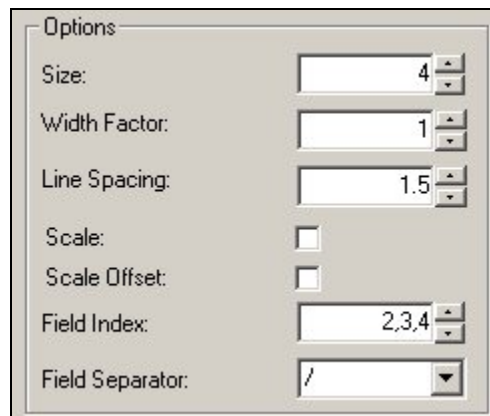 Options
Size: 4
Width Factor: 1
Line Spacing: 1.5
Scale:
Scale Offset:
Field Index: 2,3,4
Field Separator: /